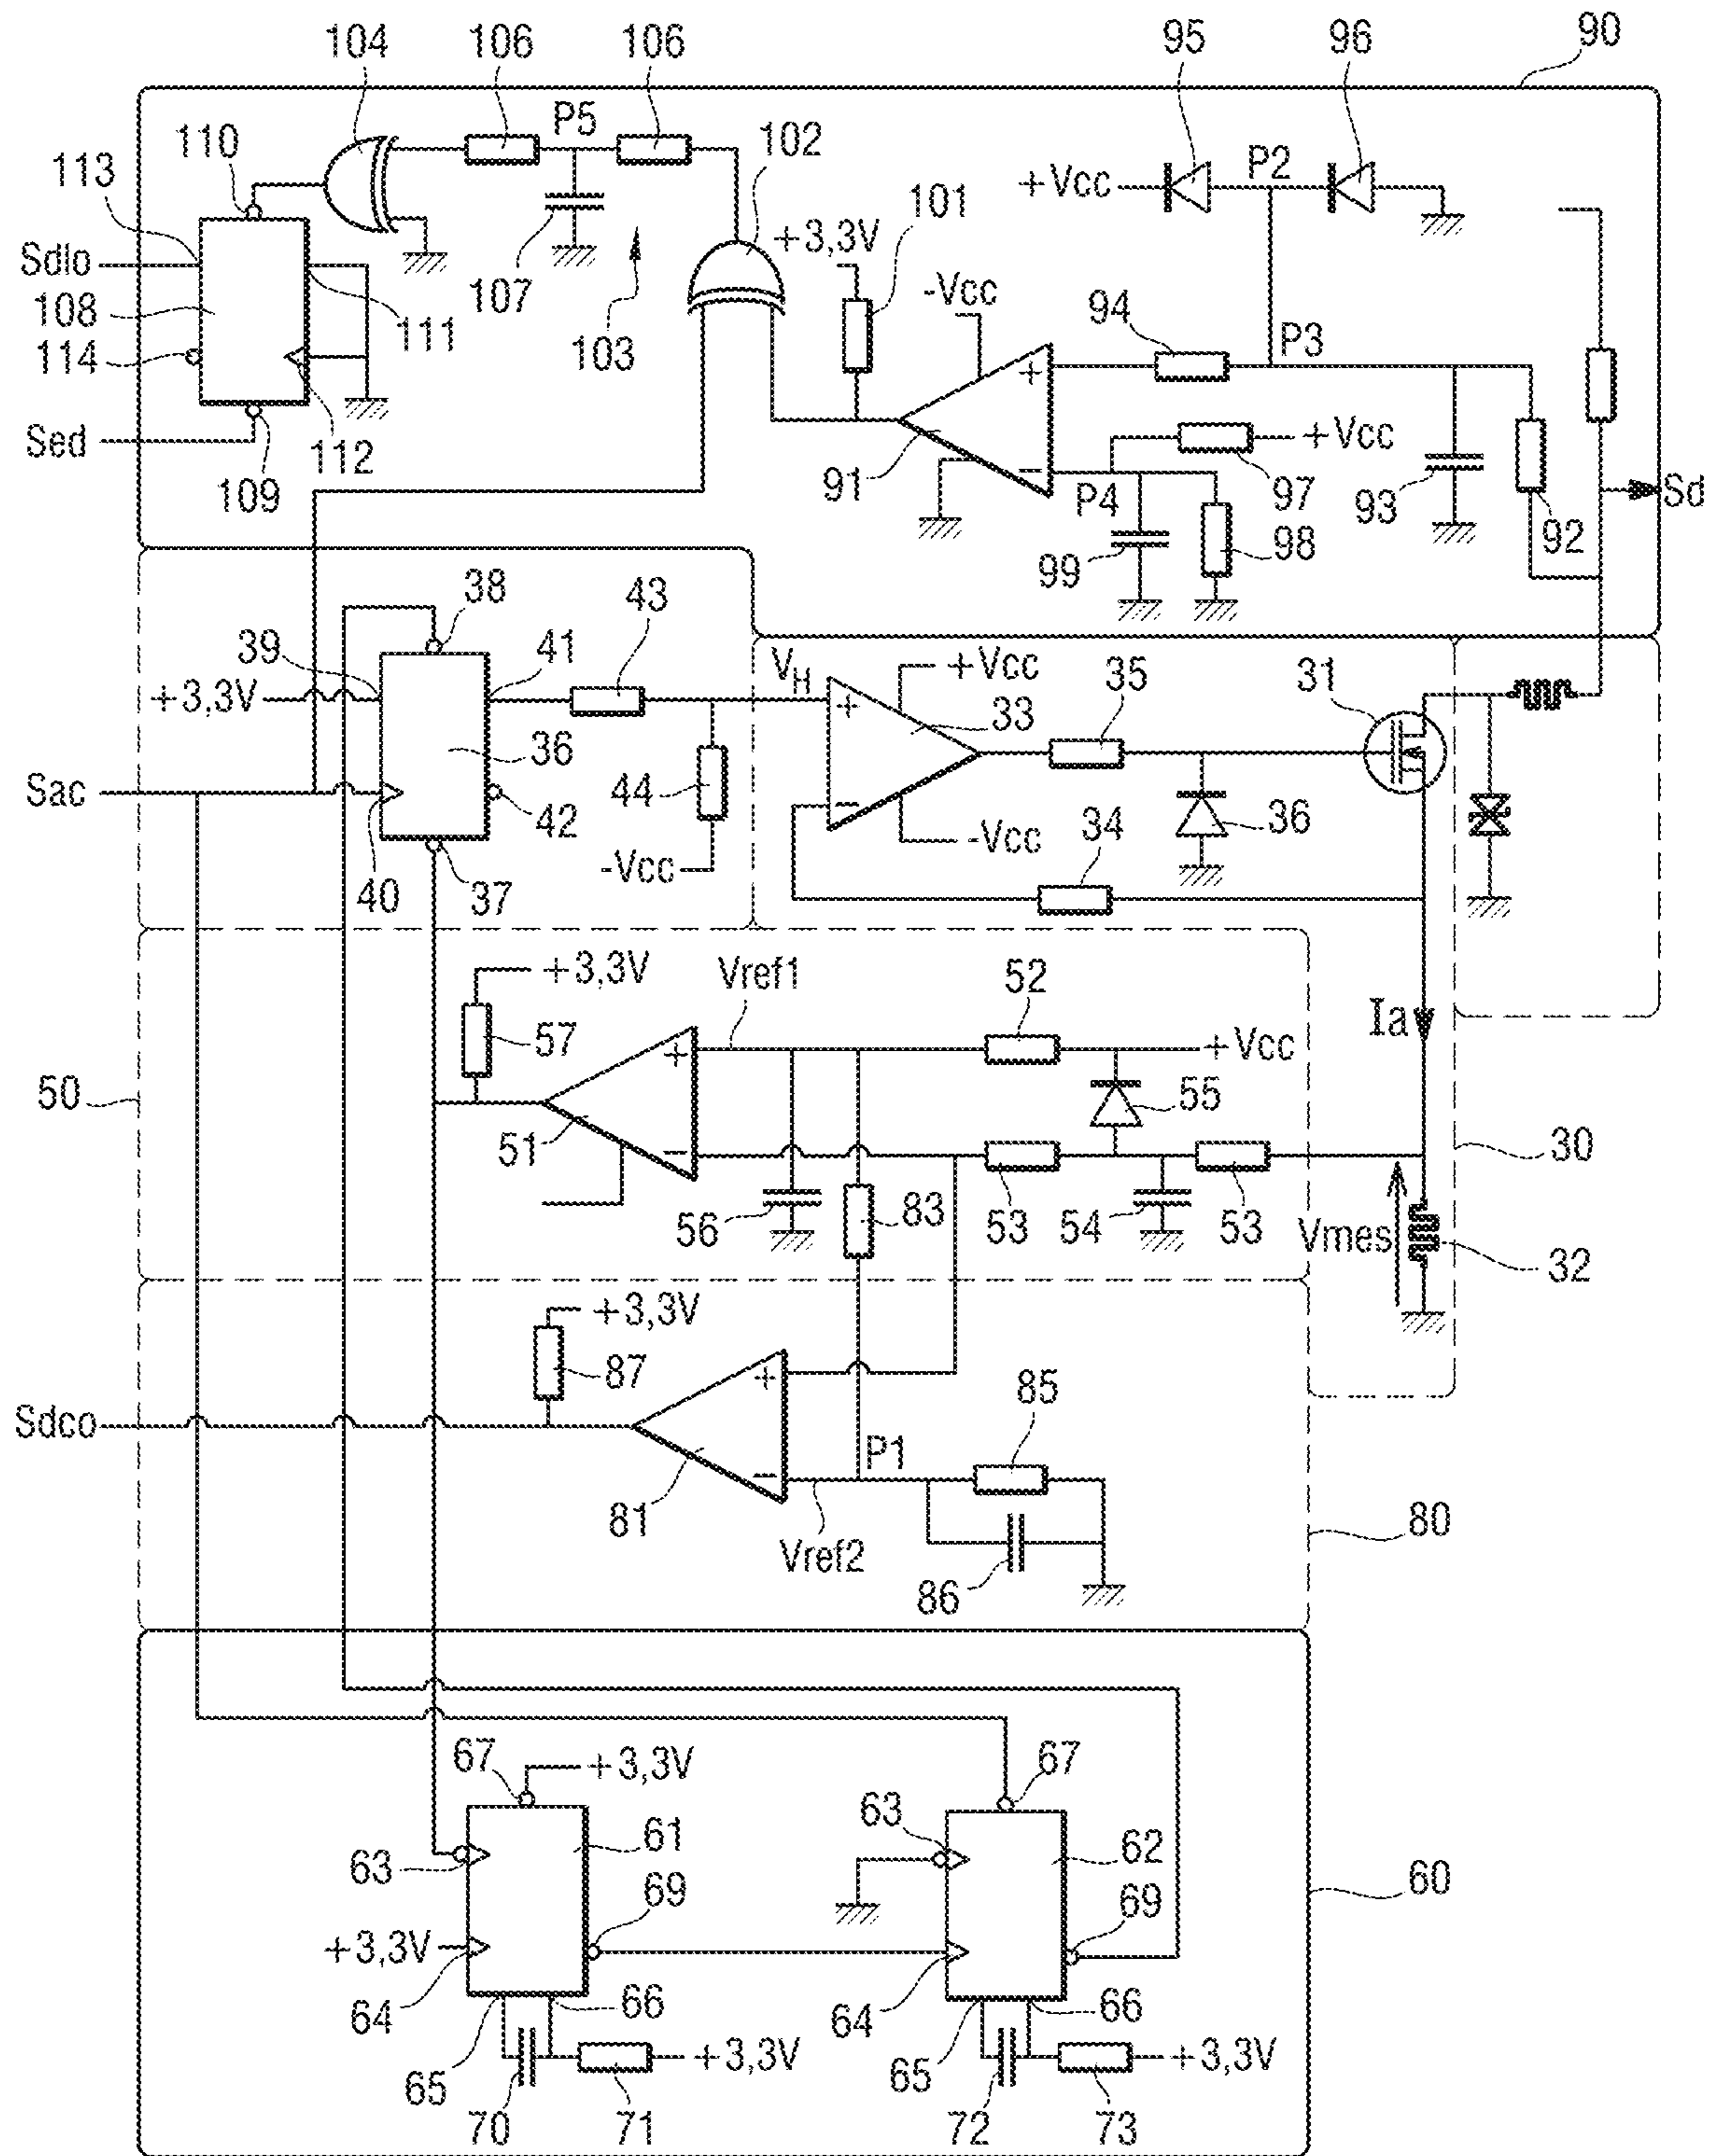 104 106 106 95 96 90
P5
110 102 P2
113 101 +Vcc
+3,3V
Sdlo
107 -Vcc
108 111 94 P3
114 103
+
Sed 112 91 − P4 97 +Vcc 93 Sd
109 99 98 92
38 43
39 41 VH +Vcc 35 31
+3,3V + 33
36
Sac 44 − 36
42 -Vcc 34
-Vcc
40 37
+3,3V Vref1 52
57 + Ia
+Vcc
50 55
51 − 30
56 83 53 54 53 Vmes
32
+3,3V
87 + 85
Sdco P1
−
81 80
Vref2
86
67 +3,3V 67
61 63
63 62
69 69 60
+3,3V
64 66 64 66
65 +3,3V 65 +3,3V
70 71 72 73